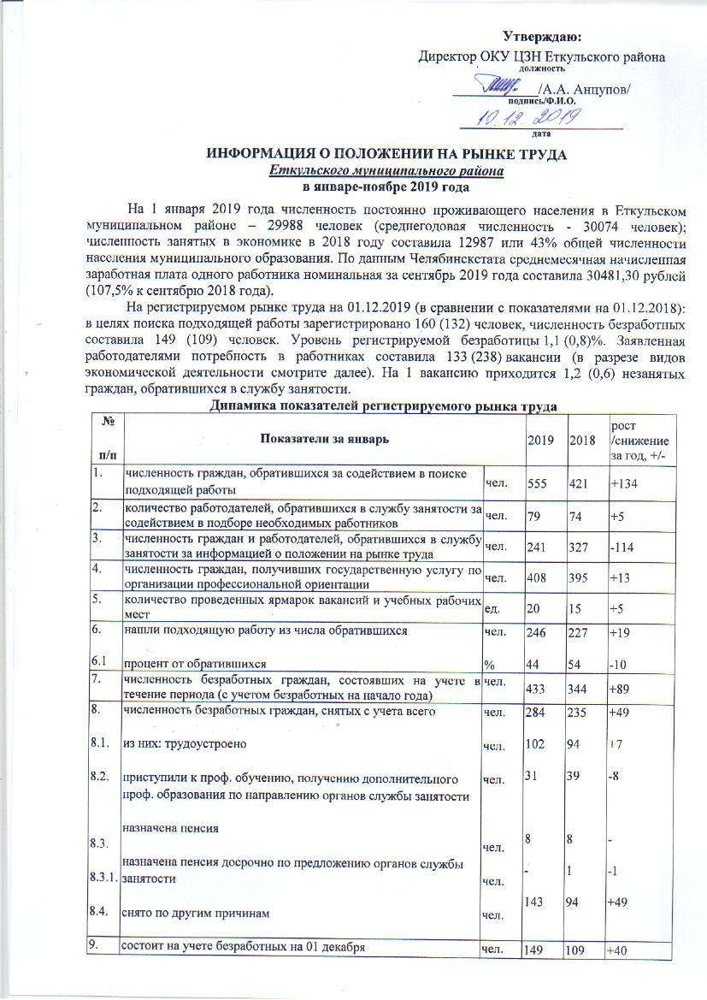 Утверждаю:
Директор ОКУ ЦЗН Еткульского района
должность
/А.А. Анцупов/
подпись/Ф.И.О.
10.12.2019
дата
ИНФОРМАЦИЯ О ПОЛОЖЕНИИ НА РЫНКЕ ТРУДА
Еткульского муниципального района
в январе-ноябре 2019 года
На 1 января 2019 года численность постоянно проживающего населения в Еткульском
муниципальном районе – 29988 человек (среднегодовая численность - 30074 человек);
численность занятых в экономике в 2018 году составила 12987 или 43% общей численности
населения муниципального образования. По данным Челябинскстата среднемесячная начисленная
заработная плата одного работника номинальная за сентябрь 2019 года составила 30481,30 рублей
(107,5% к сентябрю 2018 года).
На регистрируемом рынке труда на 01.12.2019 (в сравнении с показателями на 01.12.2018):
в целях поиска подходящей работы зарегистрировано 160 (132) человек, численность безработных
составила 149 (109) человек. Уровень регистрируемой безработицы 1,1 (0,8)%. Заявленная
работодателями потребность в работниках составила 133 (238) вакансии (в разрезе видов
экономической деятельности смотрите далее). На 1 вакансию приходится 1,2 (0,6) незанятых
граждан, обратившихся в службу занятости.
Динамика показателей регистрируемого рынка труда
№ п/п Показатели за январь 2019 2018 рост /снижение за год, +/-
1. численность граждан, обратившихся за содействием в поиске
подходящей работы чел. 555 421 +134
2. количество работодателей, обратившихся в службу занятости за
содействием в подборе необходимых работников чел. 79 74 +5
3. численность граждан и работодателей, обратившихся в службу
занятости за информацией о положении на рынке труда чел. 241 327 -114
4. численность граждан, получивших государственную услугу по
организации профессиональной ориентации чел. 408 395 +13
5. количество проведенных ярмарок вакансий и учебных рабочих
мест ед. 20 15 +5
6. нашли подходящую работу из числа обратившихся чел. 246 227 +19
6.1 процент от обратившихся % 44 54 -10
7. численность безработных граждан, состоявших на учете в
течение периода (с учетом безработных на начало года) чел. 433 344 +89
8. численность безработных граждан, снятых с учета всего чел. 284 235 +49
8.1. из них: трудоустроено чел. 102 94 +7
8.2. приступили к проф. обучению, получению дополнительного
проф. образования по направлению органов службы занятости чел. 31 39 -8
8.3. назначена пенсия чел. 8 8 -
8.3.1. назначена пенсия досрочно по предложению органов службы
занятости чел. - 1 -1
8.4. снято по другим причинам чел. 143 94 +49
9. состоит на учете безработных на 01 декабря чел. 149 109 +40